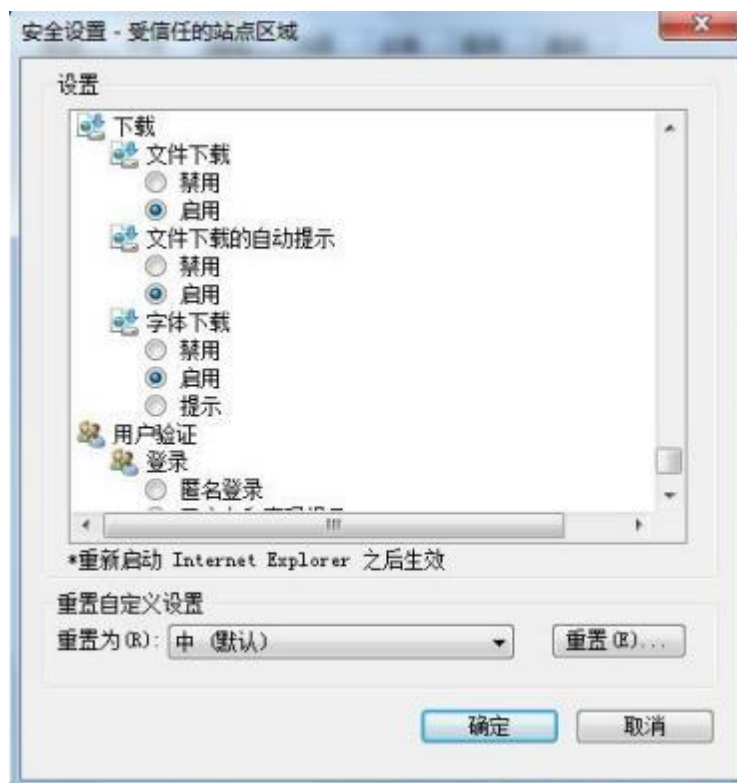 安全设置 - 受信任的站点区域
设置
下载
文件下载
禁用
启用
文件下载的自动提示
禁用
启用
字体下载
禁用
启用
提示
用户验证
登录
匿名登录
*重新启动 Internet Explorer 之后生效
重置自定义设置
重置为(R): 中 (默认) 重置(E)...
确定 取消